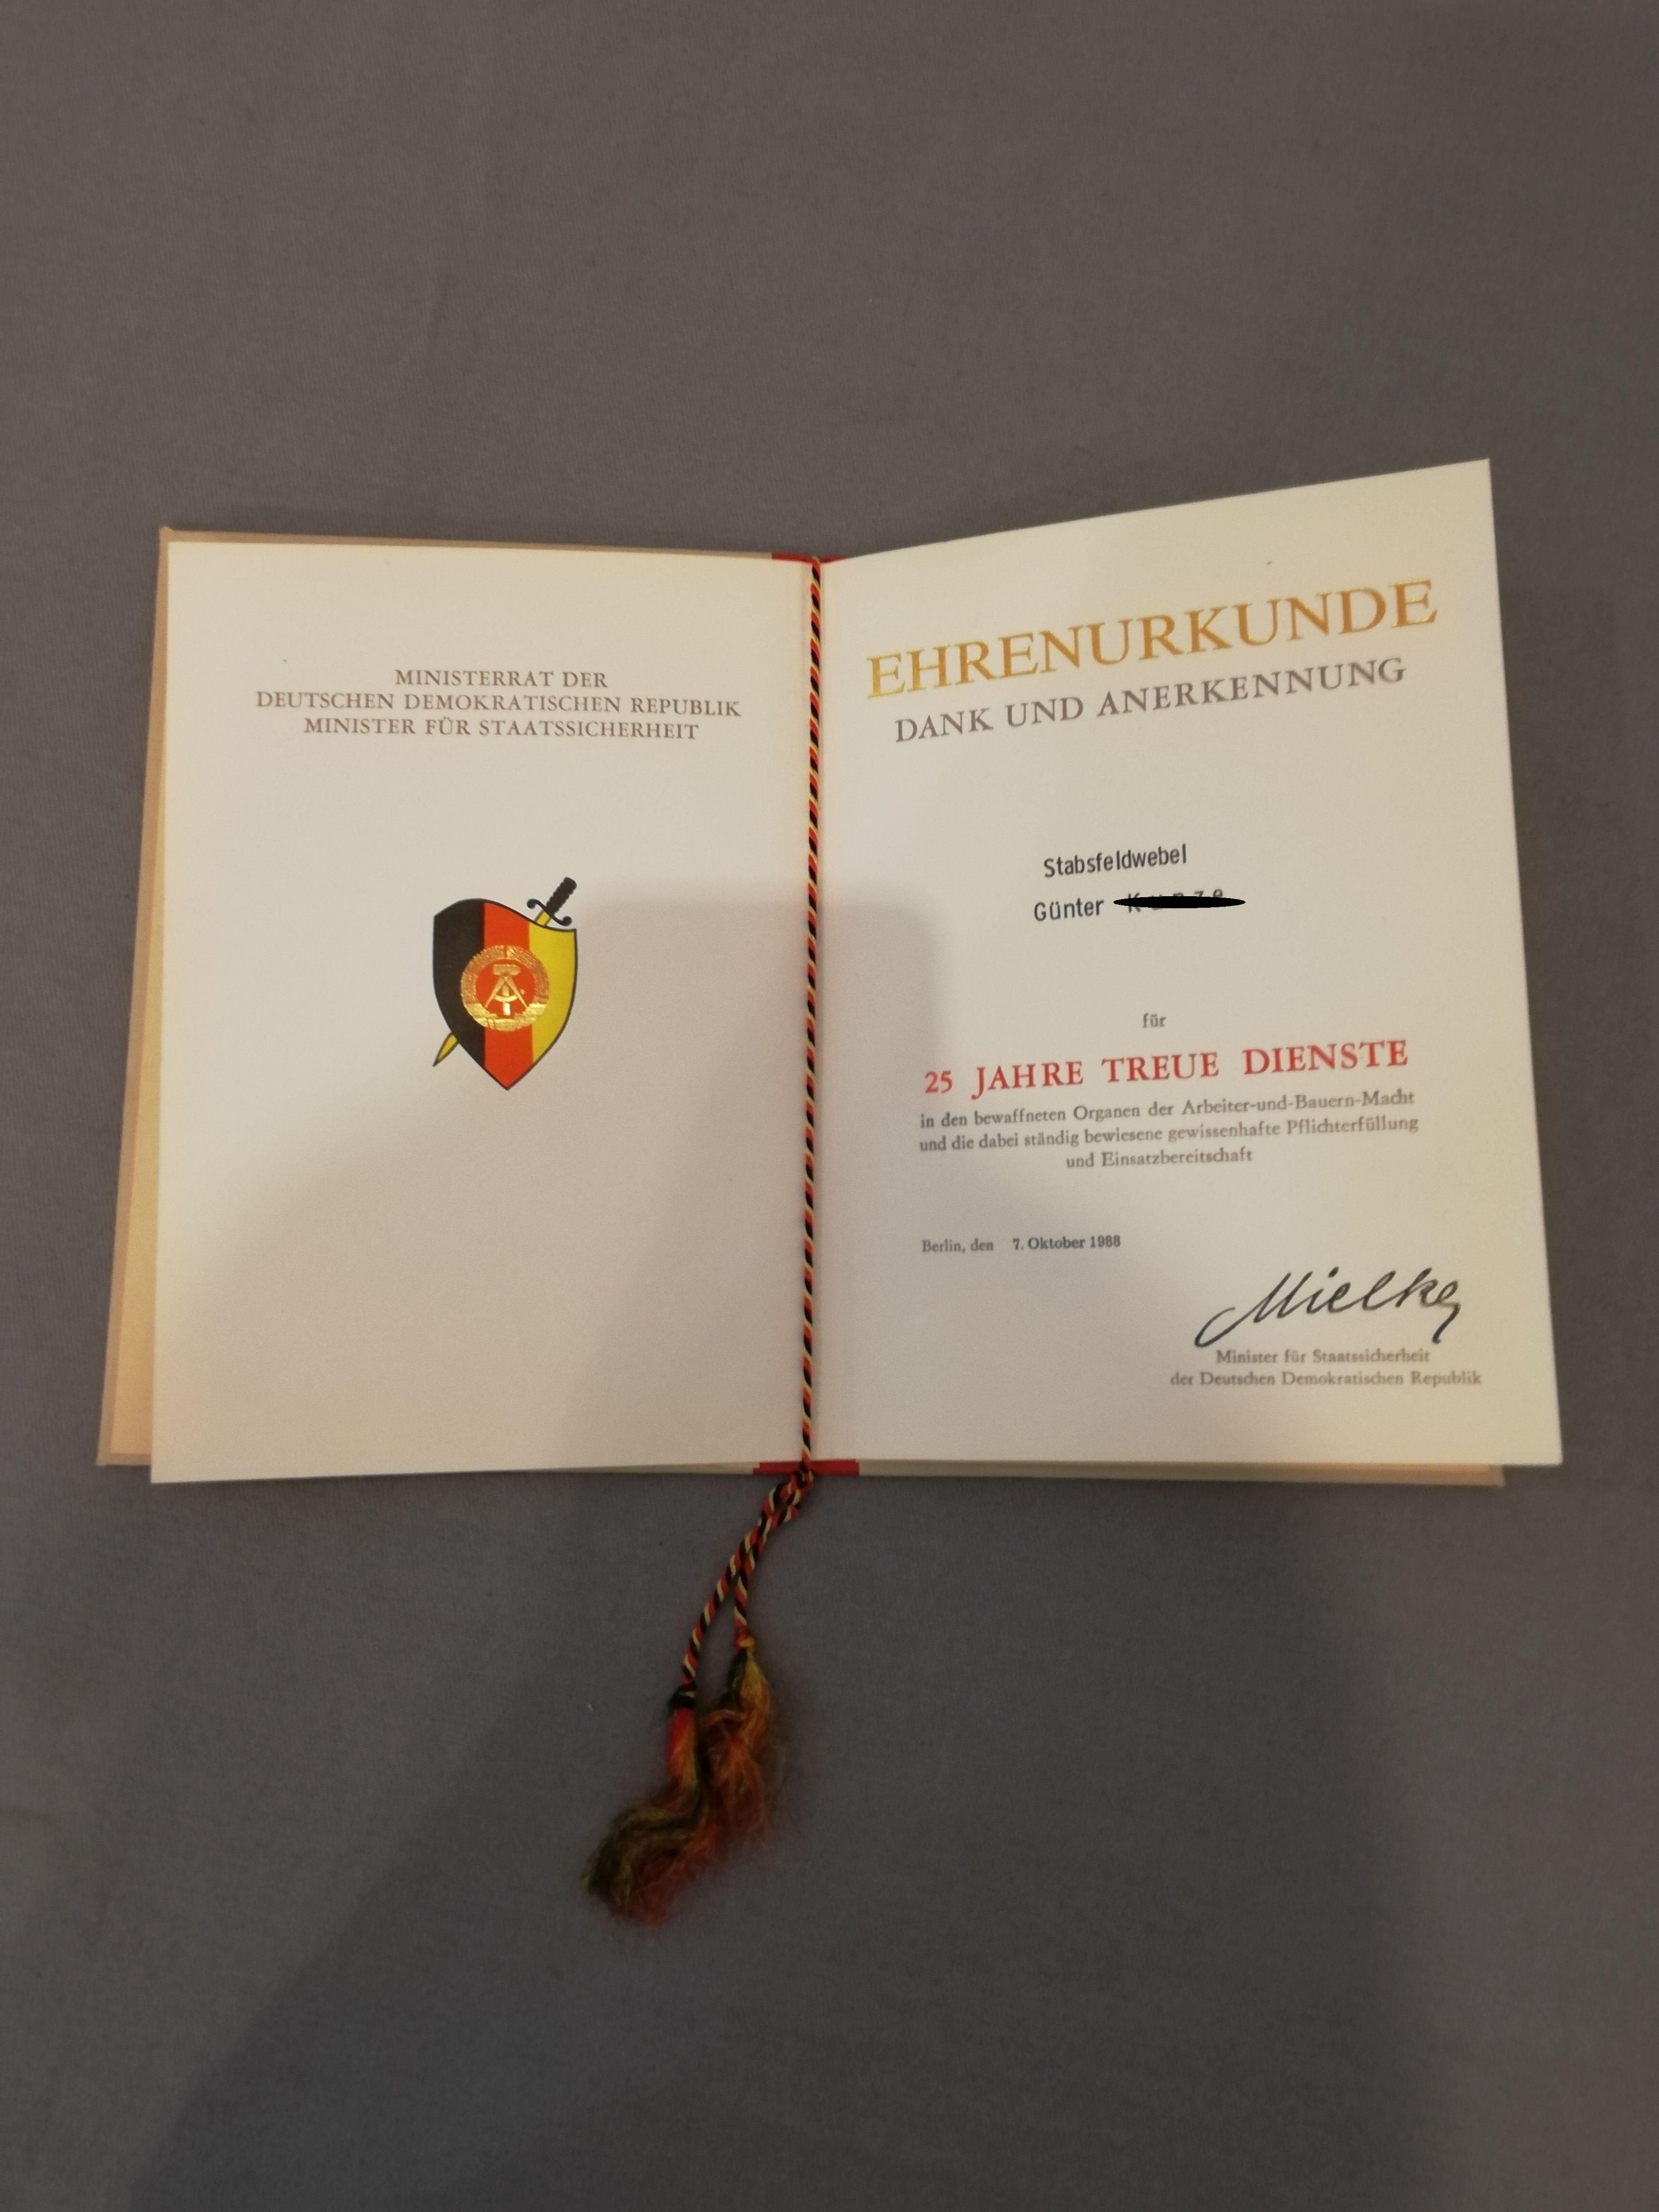 MINISTERRAT DER
DEUTSCHEN DEMOKRATISCHEN REPUBLIK
MINISTER FÜR STAATSSICHERHEIT
EHRENURKUNDE
DANK UND ANERKENNUNG
Stabsfeldwebel
Günter
für
25 JAHRE TREUE DIENSTE
in den bewaffneten Organen der Arbeiter-und-Bauern-Macht
und die dabei ständig bewiesene gewissenhafte Pflichterfüllung
und Einsatzbereitschaft
Berlin, den 7. Oktober 1988
Mielke
Minister für Staatssicherheit
der Deutschen Demokratischen Republik